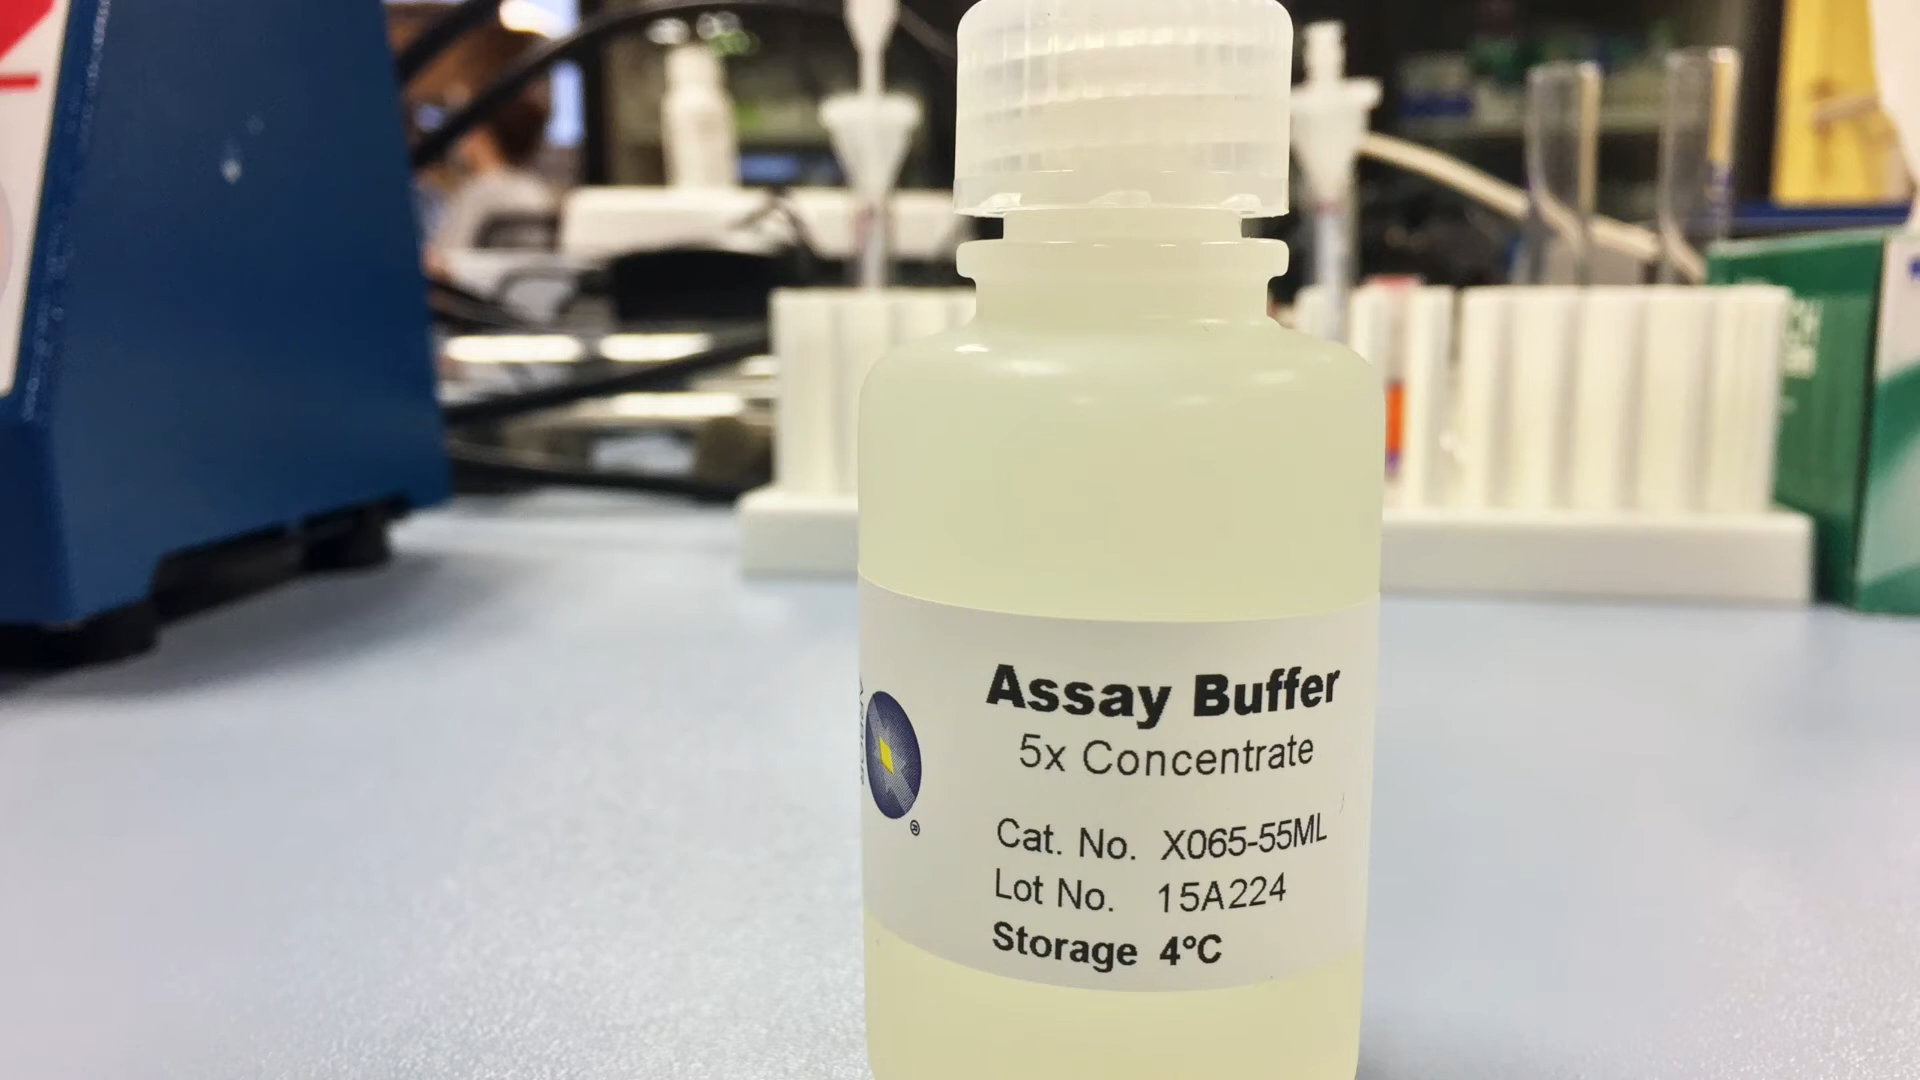 Assay Buffer
5x Concentrate
Cat. No. X065-55ML
Lot No. 15A224
Storage 4°C
®